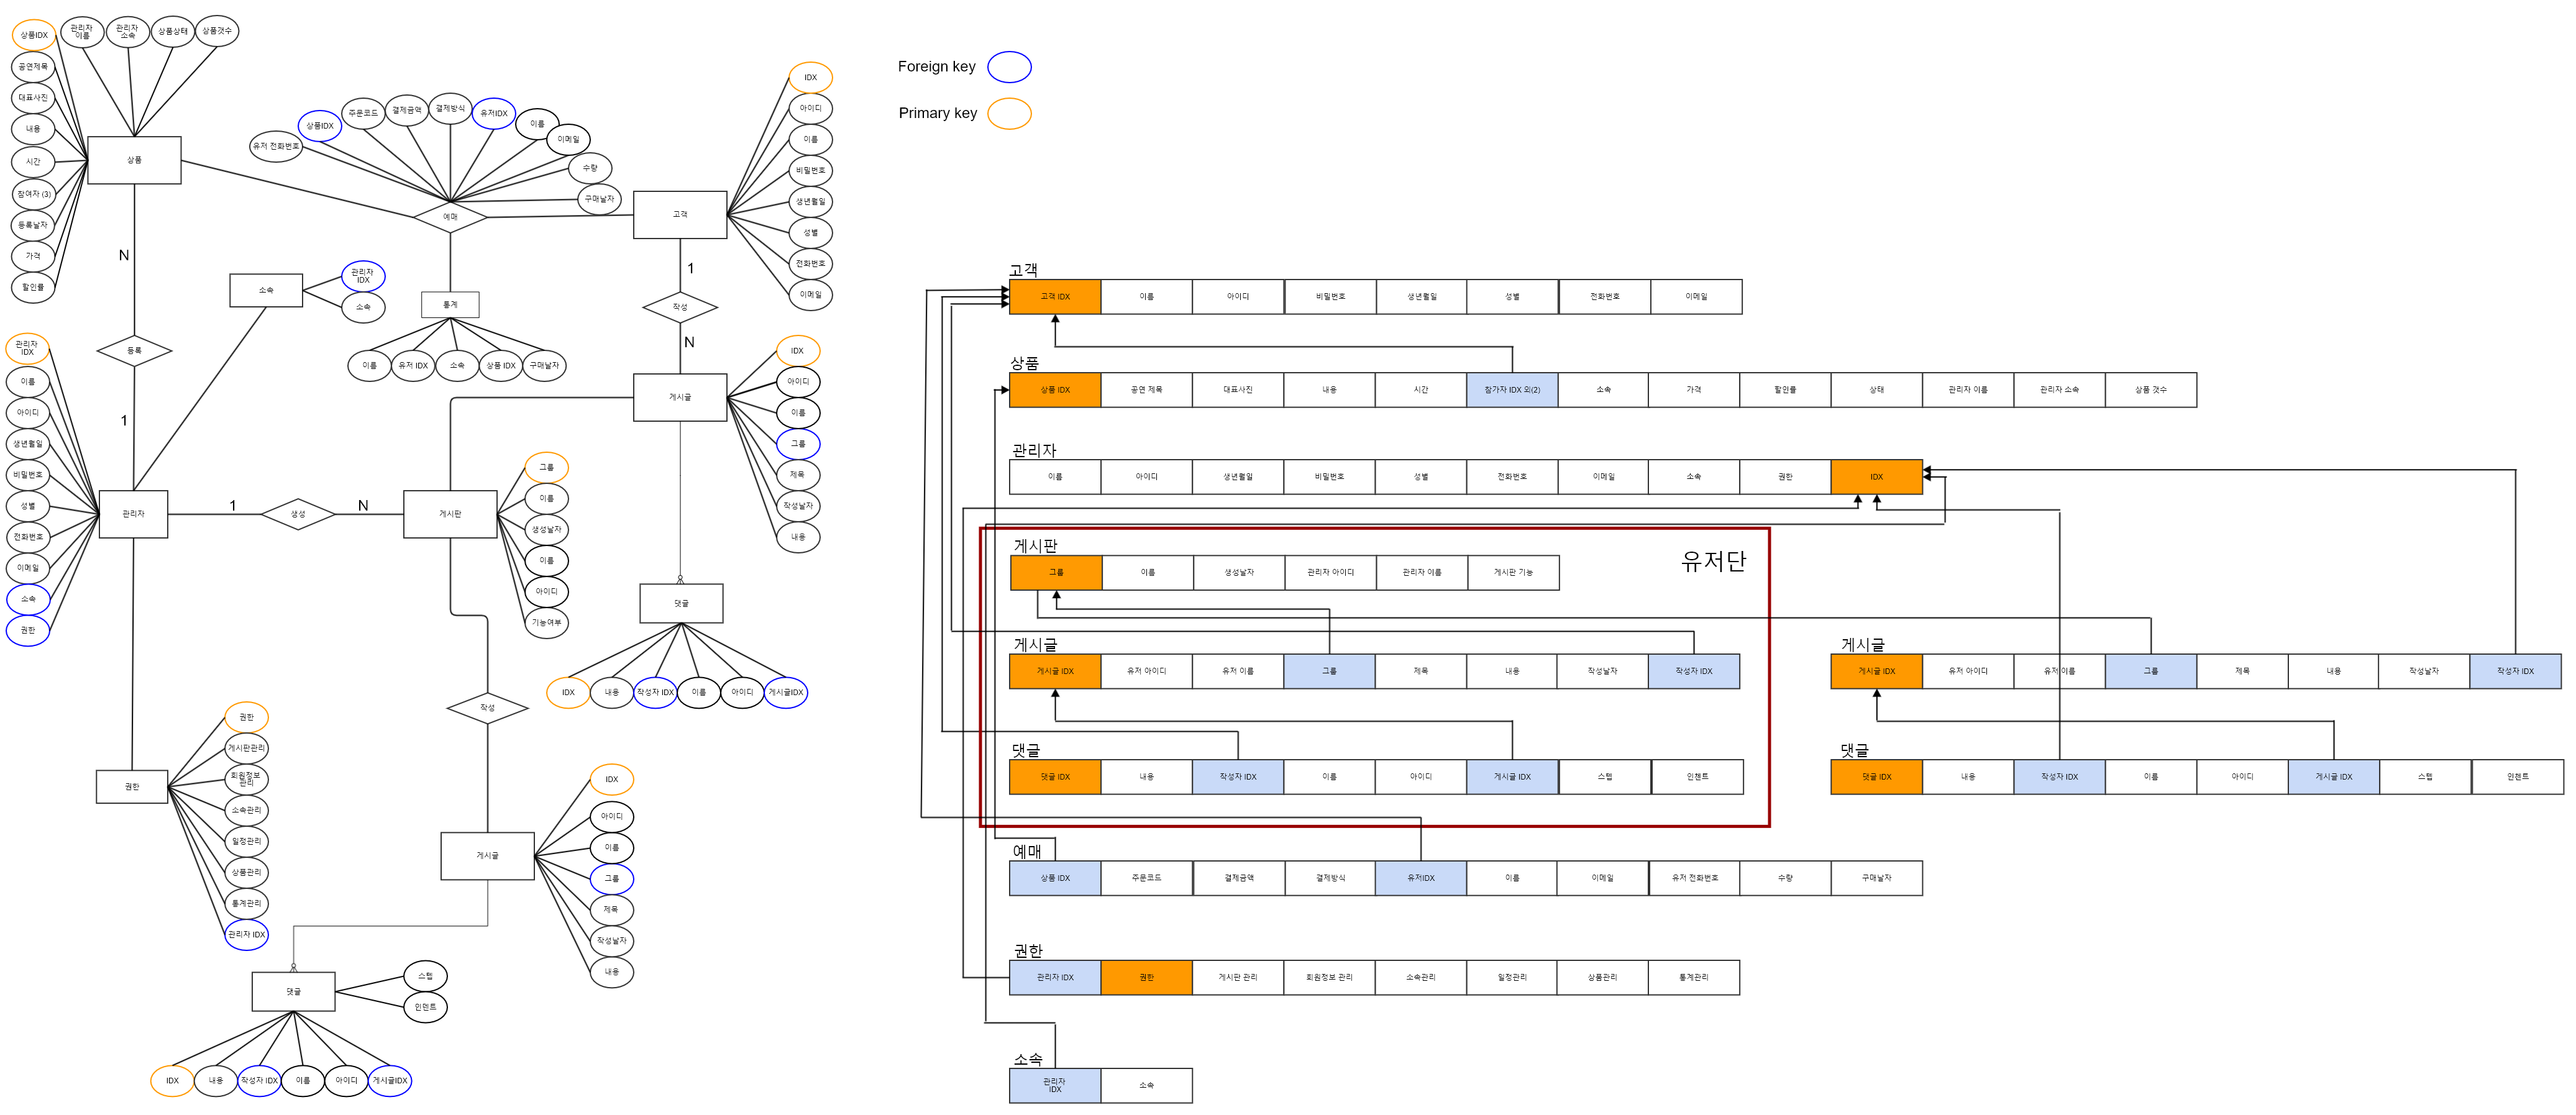 상품IDX
관리자
이름
관리자
소속
상품상태
상품갯수
공연제목
대표사진
내용
시간
참여자 (3)
등록날자
가격
할인률
상품
유저 전화번호
상품IDX
주문코드
결제금액
결제방식
유저IDX
이름
이메일
수량
구매날자
예매
고객
IDX
아이디
이름
비밀번호
생년월일
성별
전화번호
이메일
Foreign key
Primary key
N
등록
1
소속
관리자
IDX
소속
통계
이름
유저 IDX
소속
상품 IDX
구매날자
1
작성
N
게시글
IDX
아이디
이름
그룹
제목
작성날자
내용
관리자
IDX
이름
아이디
생년월일
비밀번호
성별
전화번호
이메일
소속
권한
관리자
1
생성
N
게시판
그룹
이름
생성날자
이름
아이디
기능여부
댓글
IDX
내용
작성자 IDX
이름
아이디
게시글IDX
권한
권한
게시판관리
회원정보
관리
소속관리
일정관리
상품관리
통계관리
관리자 IDX
작성
게시글
IDX
아이디
이름
그룹
제목
작성날자
내용
댓글
스텝
인덴트
IDX
내용
작성자 IDX
이름
아이디
게시글IDX
고객
고객 IDX 이름 아이디 비밀번호 생년월일 성별 전화번호 이메일
상품
상품 IDX 공연 제목 대표사진 내용 시간 참가자 IDX 외(2) 소속 가격 할인률 상태 관리자 이름 관리자 소속 상품 갯수
관리자
이름 아이디 생년월일 비밀번호 성별 전화번호 이메일 소속 권한 IDX
유저단
게시판
그룹 이름 생성날자 관리자 아이디 관리자 이름 게시판 기능
게시글
게시글 IDX 유저 아이디 유저 이름 그룹 제목 내용 작성날자 작성자 IDX
게시글
게시글 IDX 유저 아이디 유저 이름 그룹 제목 내용 작성날자 작성자 IDX
댓글
댓글 IDX 내용 작성자 IDX 이름 아이디 게시글 IDX 스텝 인덴트
댓글
댓글 IDX 내용 작성자 IDX 이름 아이디 게시글 IDX 스텝 인덴트
예매
상품 IDX 주문코드 결제금액 결제방식 유저IDX 이름 이메일 유저 전화번호 수량 구매날자
권한
관리자 IDX 권한 게시판 관리 회원정보 관리 소속관리 일정관리 상품관리 통계관리
소속
관리자
IDX
소속